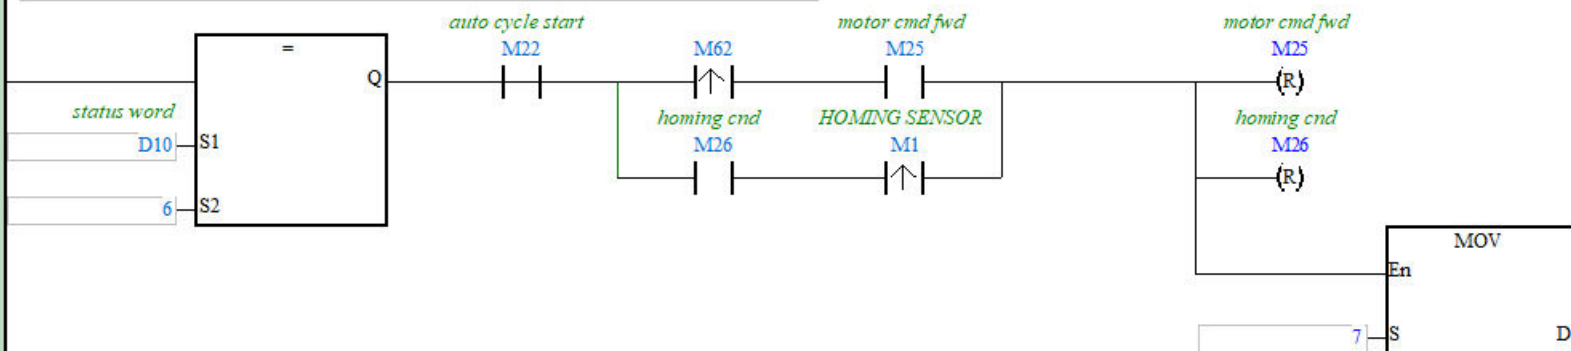 auto cycle start
motor cmd fwd
motor cmd fwd
=
M22
M62
M25
M25
Q
(R)
status word
homing cnd
HOMING SENSOR
homing cnd
D10
S1
M26
M1
M26
(R)
6
S2
MOV
En
7
S
D